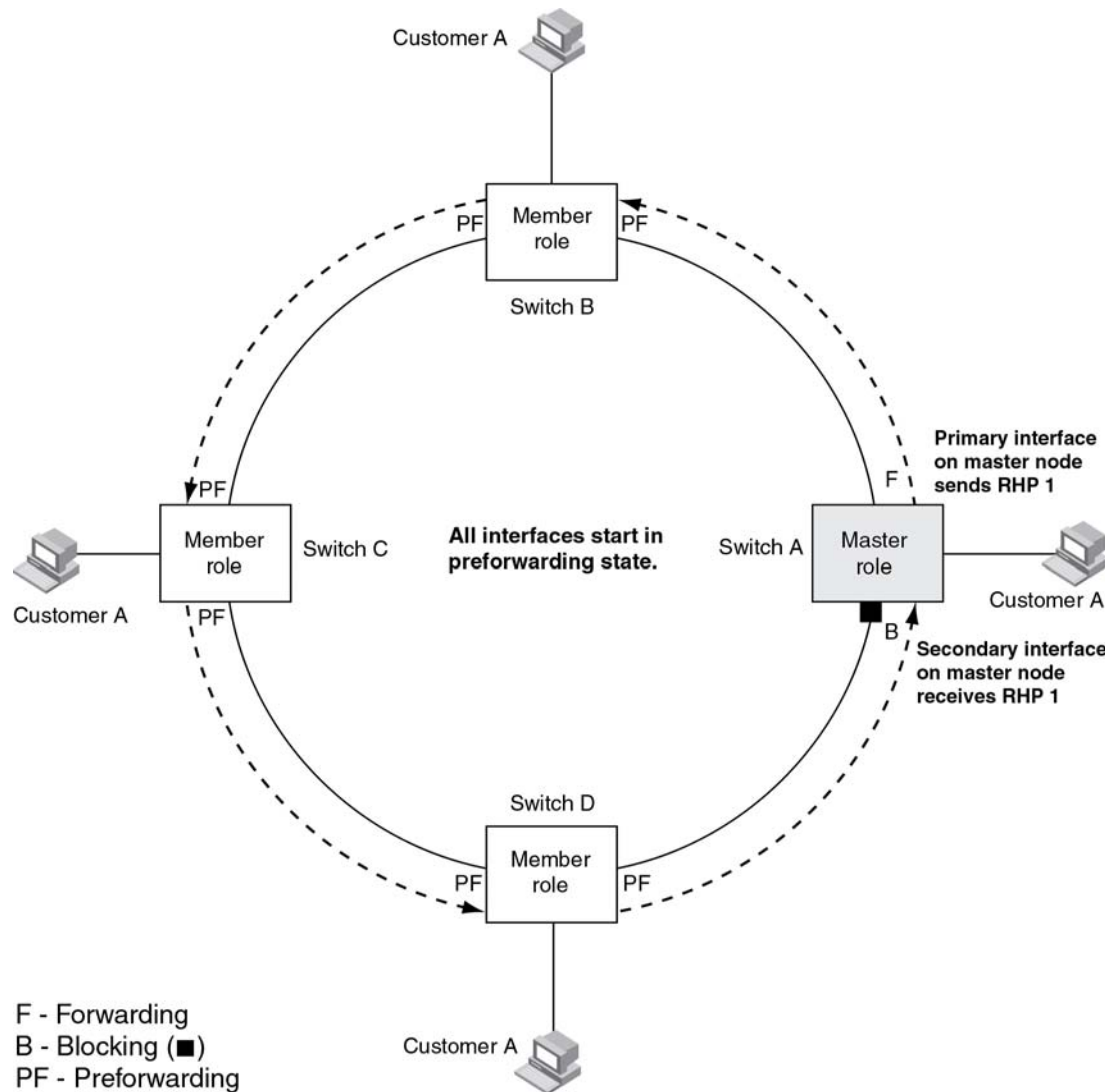 Customer A
PF
Member
role
PF
Switch B
Primary interface
on master node
sends RHP 1
F
PF
Member
role
Switch C
All interfaces start in
preforwarding state.
Switch A
Master
role
Customer A
PF
Customer A
B
Secondary interface
on master node
receives RHP 1
Switch D
PF
Member
role
PF
Customer A
F - Forwarding
B - Blocking (■)
PF - Preforwarding